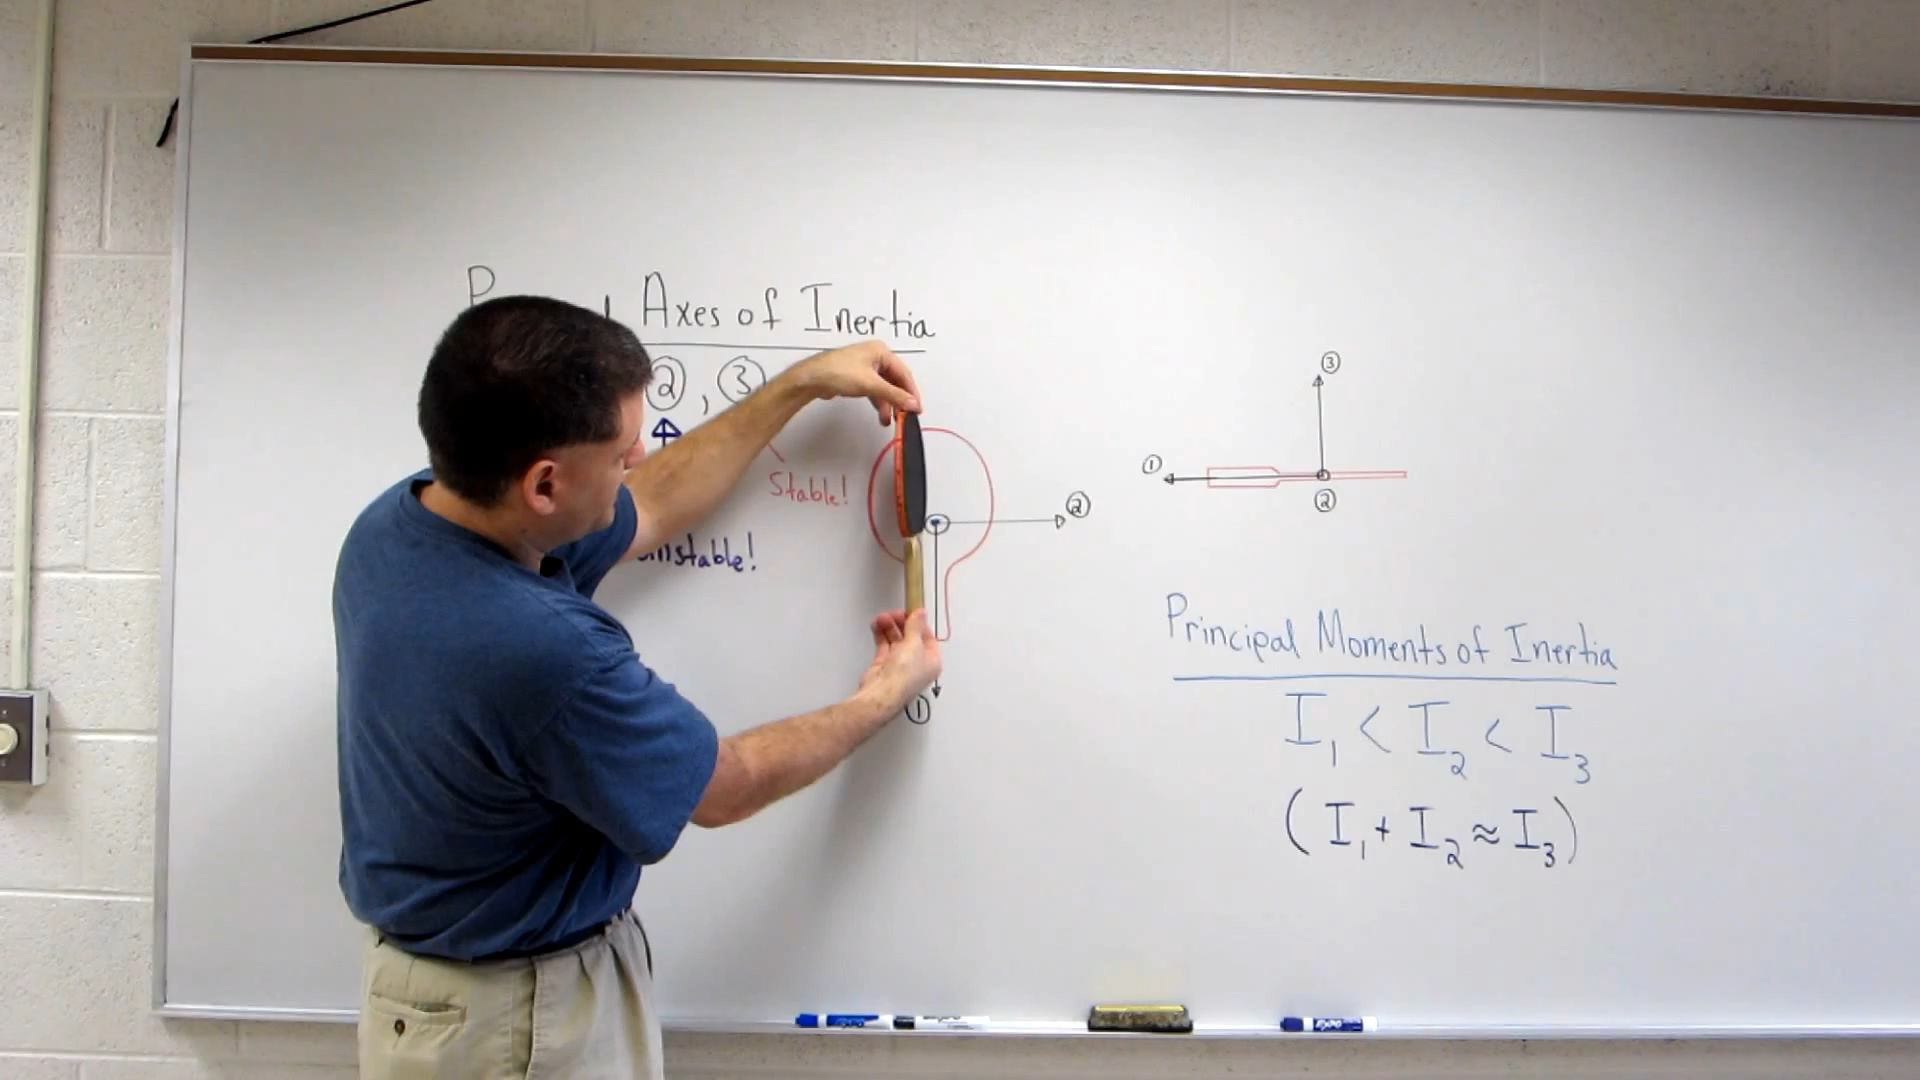 Axes of Inertia
②, ③
Stable!
unstable!
②
①
③
①
②
Principal Moments of Inertia
I₁ < I₂ < I₃
(I₁ + I₂ ≈ I₃)